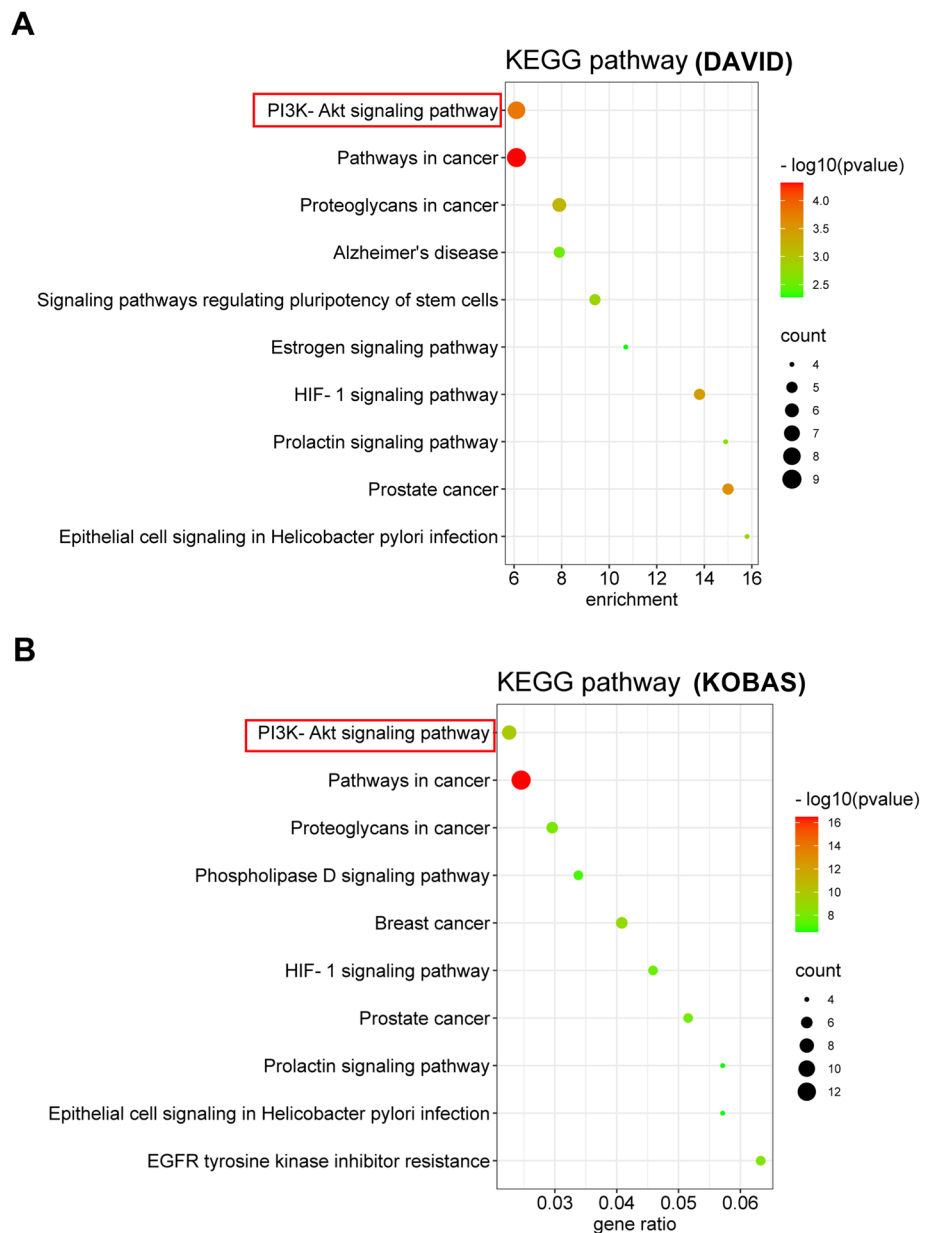 A
KEGG pathway (DAVID)
PI3K- Akt signaling pathway
Pathways in cancer
Proteoglycans in cancer
Alzheimer's disease
Signaling pathways regulating pluripotency of stem cells
Estrogen signaling pathway
HIF- 1 signaling pathway
Prolactin signaling pathway
Prostate cancer
Epithelial cell signaling in Helicobacter pylori infection
6 8 10 12 14 16
enrichment
- log10(pvalue)
4.0
3.5
3.0
2.5
count
4
5
6
7
8
9
B
KEGG pathway (KOBAS)
PI3K- Akt signaling pathway
Pathways in cancer
Proteoglycans in cancer
Phospholipase D signaling pathway
Breast cancer
HIF- 1 signaling pathway
Prostate cancer
Prolactin signaling pathway
Epithelial cell signaling in Helicobacter pylori infection
EGFR tyrosine kinase inhibitor resistance
0.03 0.04 0.05 0.06
gene ratio
- log10(pvalue)
16
14
12
10
8
count
4
6
8
10
12